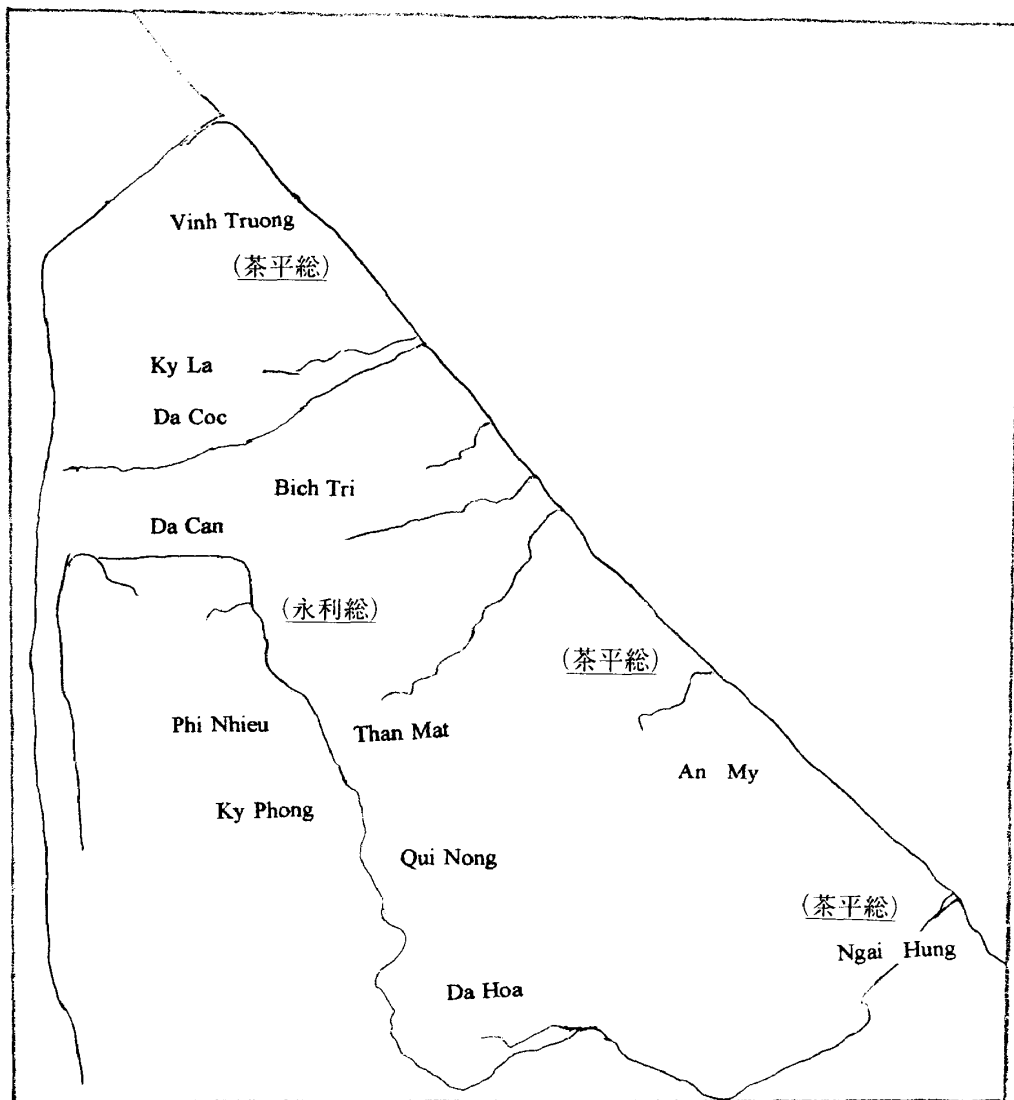 Vinh Truong
(茶平総)
Ky La
Da Coc
Bich Tri
Da Can
(永利総)
(茶平総)
Phi Nhieu
Than Mat
An My
Ky Phong
Qui Nong
(茶平総)
Ngai Hung
Da Hoa